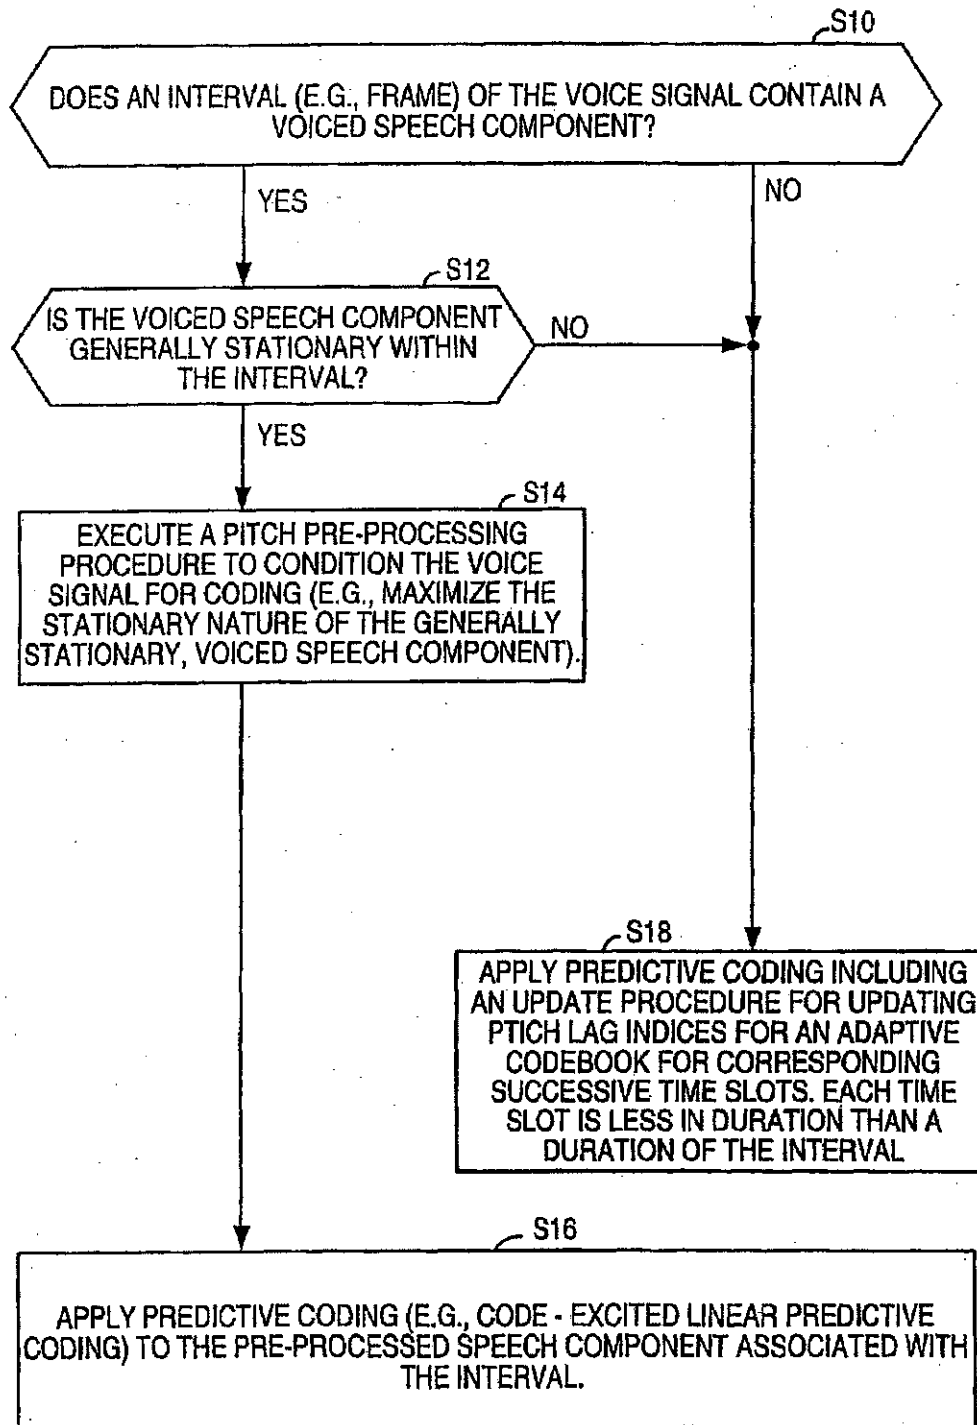 S10
DOES AN INTERVAL (E.G., FRAME) OF THE VOICE SIGNAL CONTAIN A
VOICED SPEECH COMPONENT?
YES
NO
S12
IS THE VOICED SPEECH COMPONENT
GENERALLY STATIONARY WITHIN
THE INTERVAL?
NO
YES
S14
EXECUTE A PITCH PRE-PROCESSING
PROCEDURE TO CONDITION THE VOICE
SIGNAL FOR CODING (E.G., MAXIMIZE THE
STATIONARY NATURE OF THE GENERALLY
STATIONARY, VOICED SPEECH COMPONENT).
S18
APPLY PREDICTIVE CODING INCLUDING
AN UPDATE PROCEDURE FOR UPDATING
PTICH LAG INDICES FOR AN ADAPTIVE
CODEBOOK FOR CORRESPONDING
SUCCESSIVE TIME SLOTS. EACH TIME
SLOT IS LESS IN DURATION THAN A
DURATION OF THE INTERVAL
S16
APPLY PREDICTIVE CODING (E.G., CODE - EXCITED LINEAR PREDICTIVE
CODING) TO THE PRE-PROCESSED SPEECH COMPONENT ASSOCIATED WITH
THE INTERVAL.